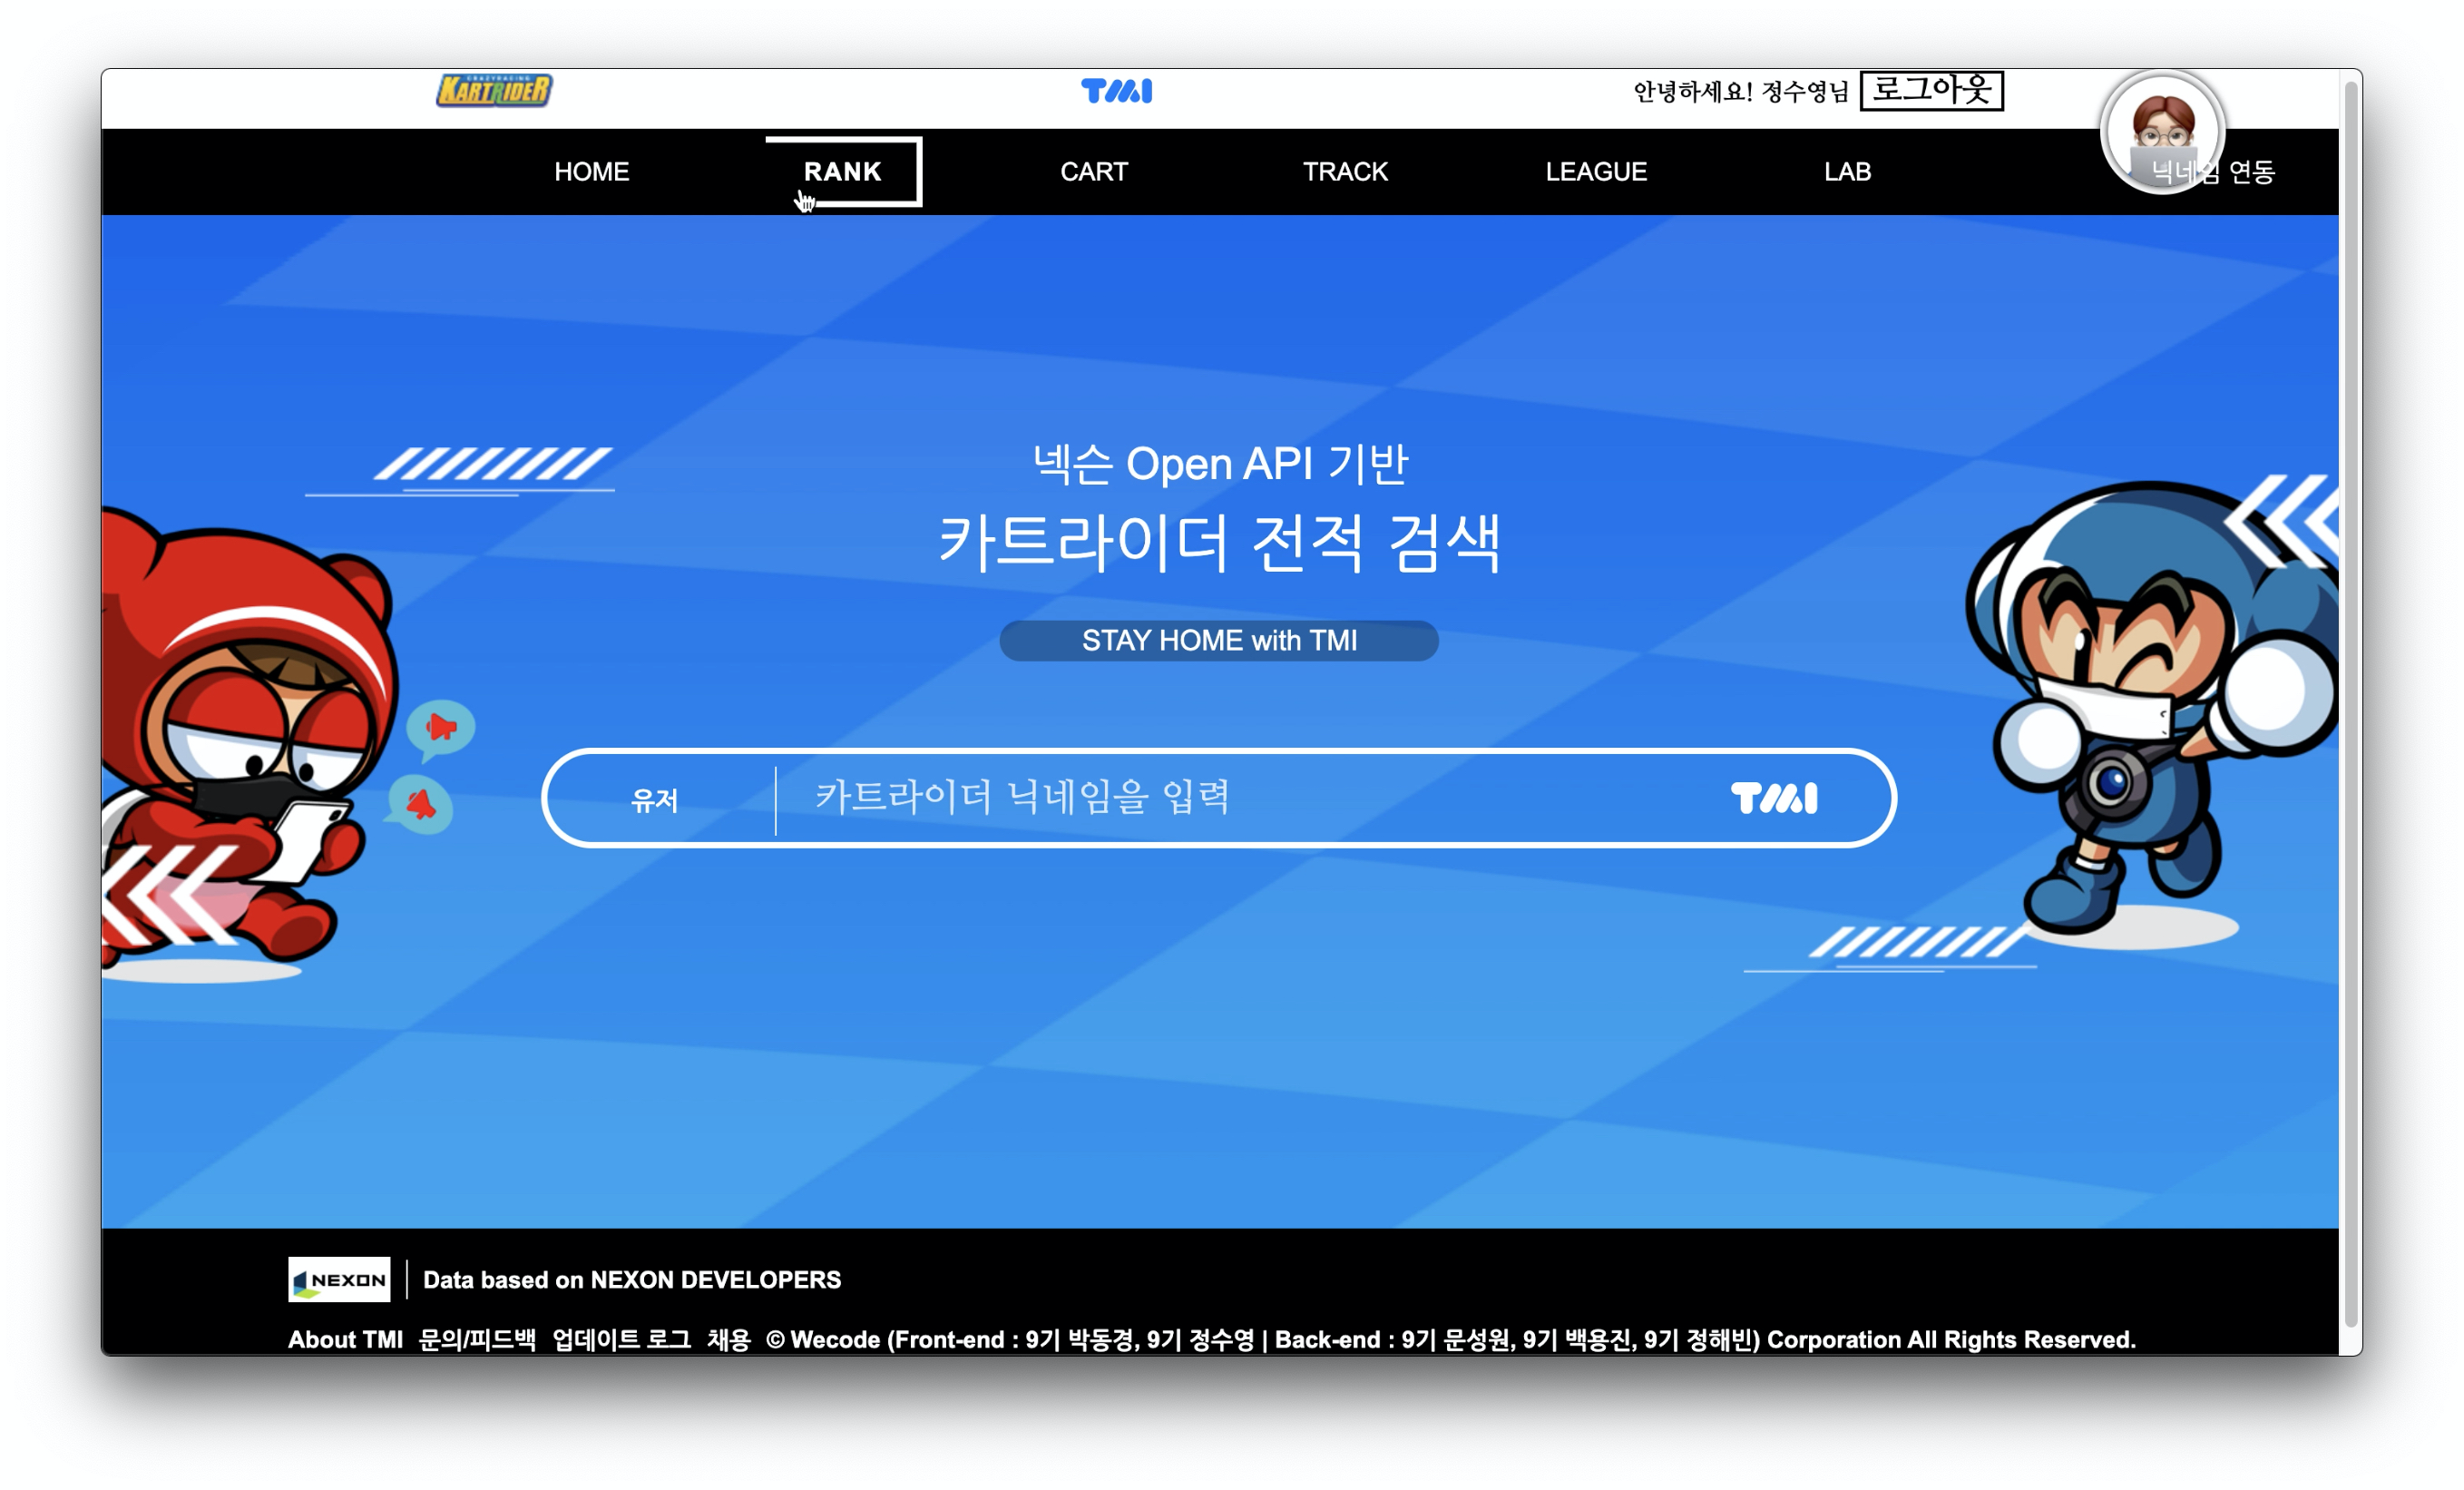 CRAZYRACING
KARTRIDER
TMI
안녕하세요! 정수영님 로그아웃
HOME RANK CART TRACK LEAGUE LAB 닉네임 연동
넥슨 Open API 기반
카트라이더 전적 검색
STAY HOME with TMI
유저 카트라이더 닉네임을 입력 TMI
NEXON Data based on NEXON DEVELOPERS
About TMI 문의/피드백 업데이트 로그 채용 © Wecode (Front-end : 9기 박동경, 9기 정수영 | Back-end : 9기 문성원, 9기 백용진, 9기 정해빈) Corporation All Rights Reserved.